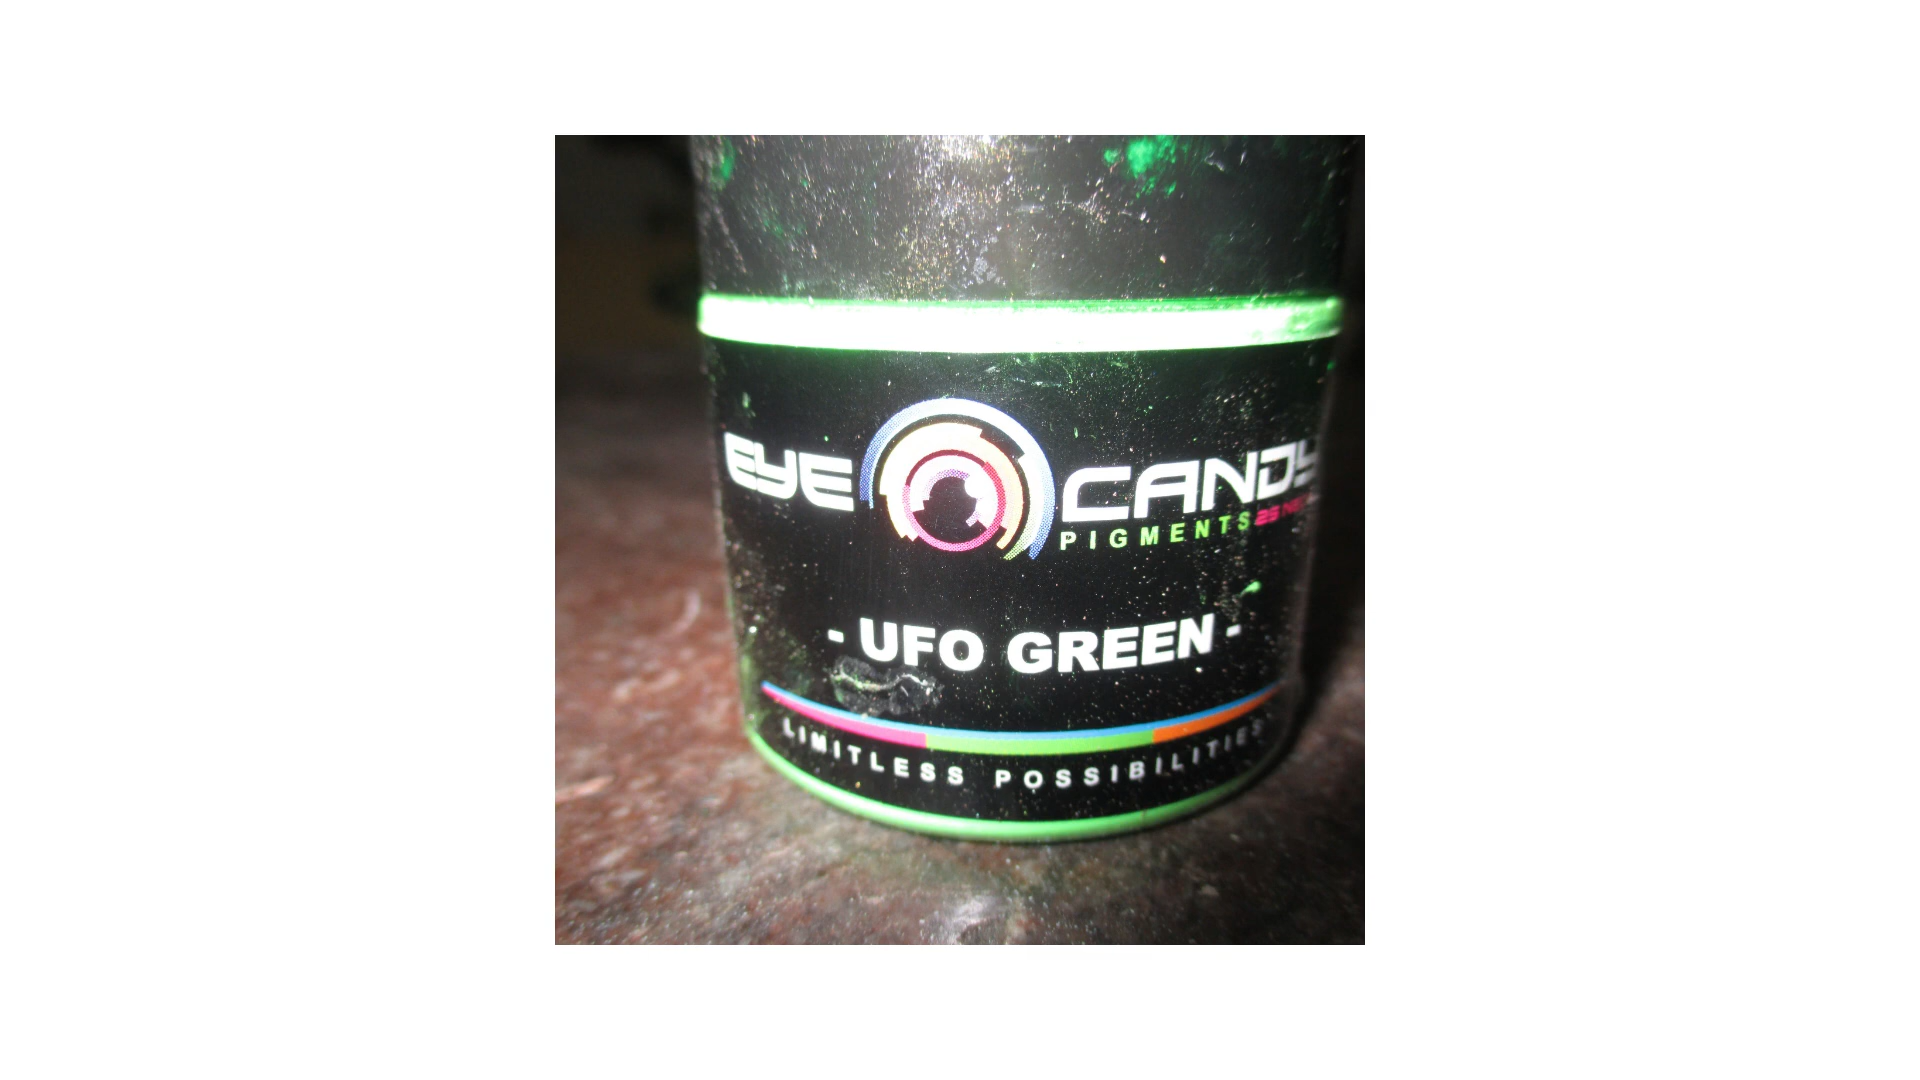 EYE CANDY
PIGMENTS
- UFO GREEN -
LIMITLESS POSSIBILITIES